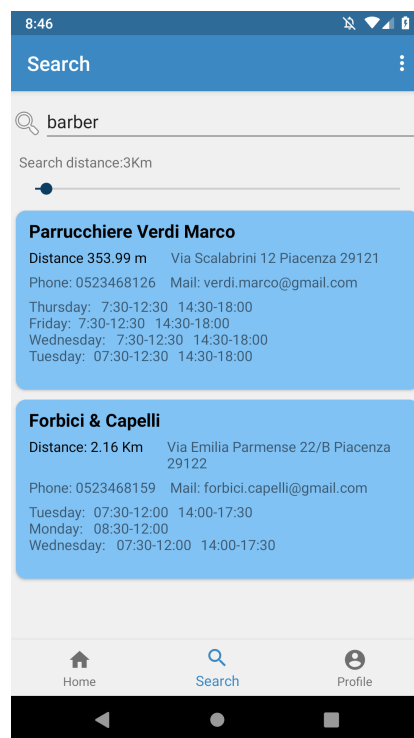 8:46
Search
barber
Search distance:3Km
Parrucchiere Verdi Marco
Distance 353.99 m Via Scalabrini 12 Piacenza 29121
Phone: 0523468126 Mail: verdi.marco@gmail.com
Thursday: 7:30-12:30 14:30-18:00
Friday: 7:30-12:30 14:30-18:00
Wednesday: 7:30-12:30 14:30-18:00
Tuesday: 07:30-12:30 14:30-18:00
Forbici & Capelli
Distance: 2.16 Km Via Emilia Parmense 22/B Piacenza
29122
Phone: 0523468159 Mail: forbici.capelli@gmail.com
Tuesday: 07:30-12:00 14:00-17:30
Monday: 08:30-12:00
Wednesday: 07:30-12:00 14:00-17:30
Home Search Profile